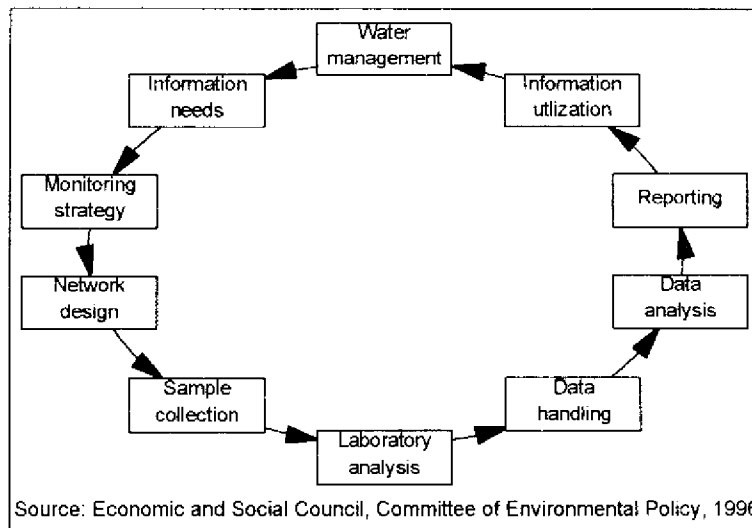 Water
management
Information
needs
Monitoring
strategy
Network
design
Sample
collection
Laboratory
analysis
Data
handling
Data
analysis
Reporting
Information
utlization
Source: Economic and Social Council, Committee of Environmental Policy, 1996